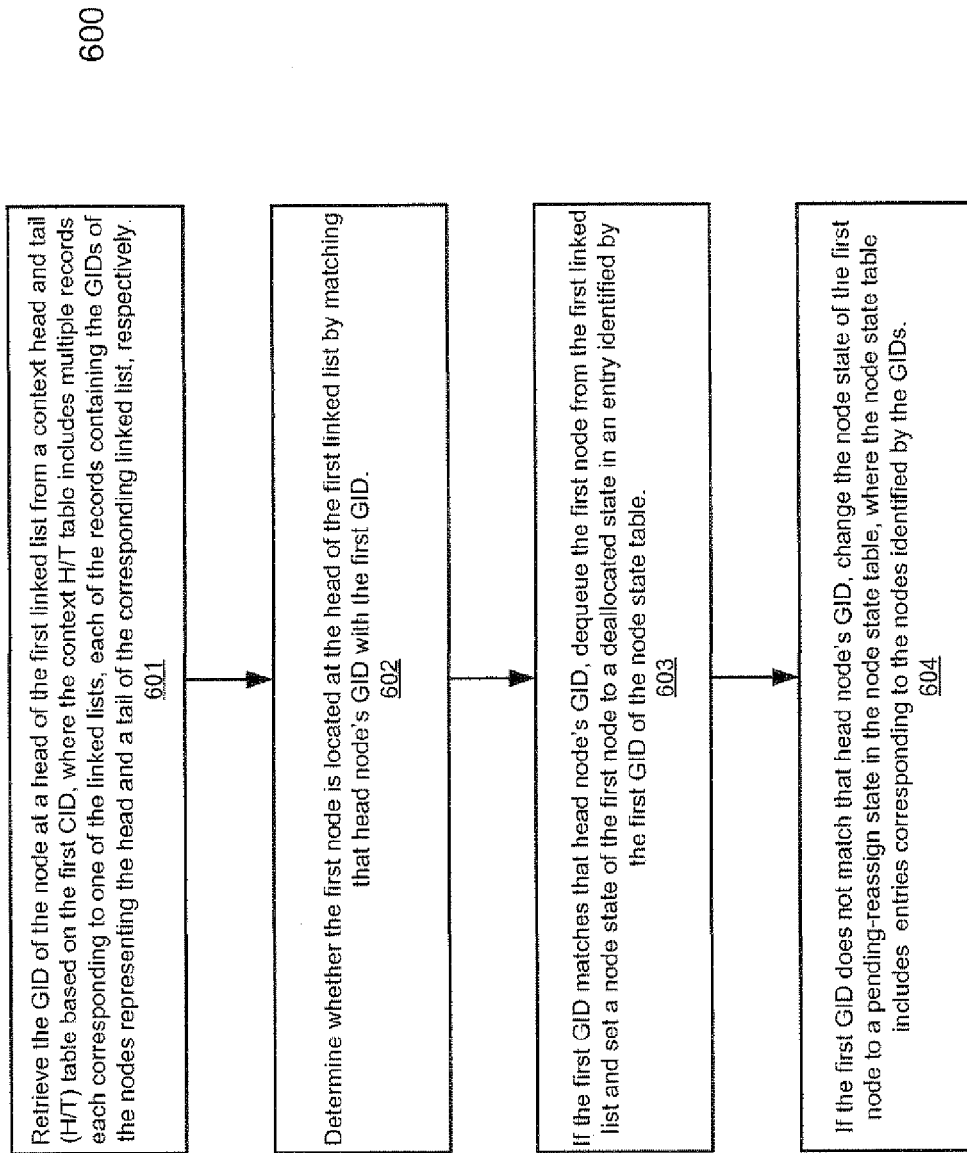 600
Retrieve the GID of the node at a head of the first linked list from a context head and tail
(H/T) table based on the first CID, where the context H/T table includes multiple records
each corresponding to one of the linked lists, each of the records containing the GIDs of
the nodes representing the head and a tail of the corresponding linked list, respectively.
601
Determine whether the first node is located at the head of the first linked list by matching
that head node's GID with the first GID.
602
If the first GID matches that head node's GID, dequeue the first node from the first linked
list and set a node state of the first node to a deallocated state in an entry identified by
the first GID of the node state table.
603
If the first GID does not match that head node's GID, change the node state of the first
node to a pending-reassign state in the node state table, where the node state table
includes entries corresponding to the nodes identified by the GIDs.
604